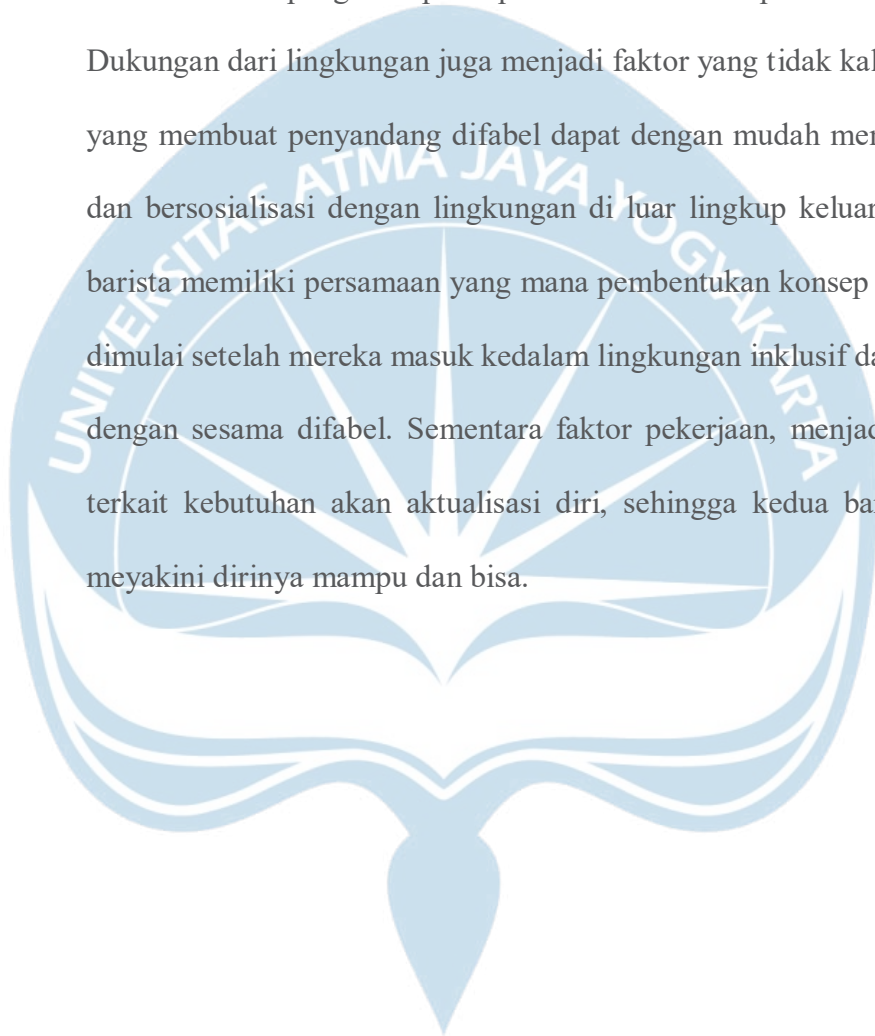 Dukungan dari lingkungan juga menjadi faktor yang tidak kal
yang membuat penyandang difabel dapat dengan mudah mer
dan bersosialisasi dengan lingkungan di luar lingkup keluar
barista memiliki persamaan yang mana pembentukan konsep
dimulai setelah mereka masuk kedalam lingkungan inklusif da
dengan sesama difabel. Sementara faktor pekerjaan, menjad
terkait kebutuhan akan aktualisasi diri, sehingga kedua bar
meyakini dirinya mampu dan bisa.
UNIVERSITAS ATMA JAYA YOGYAKARTA